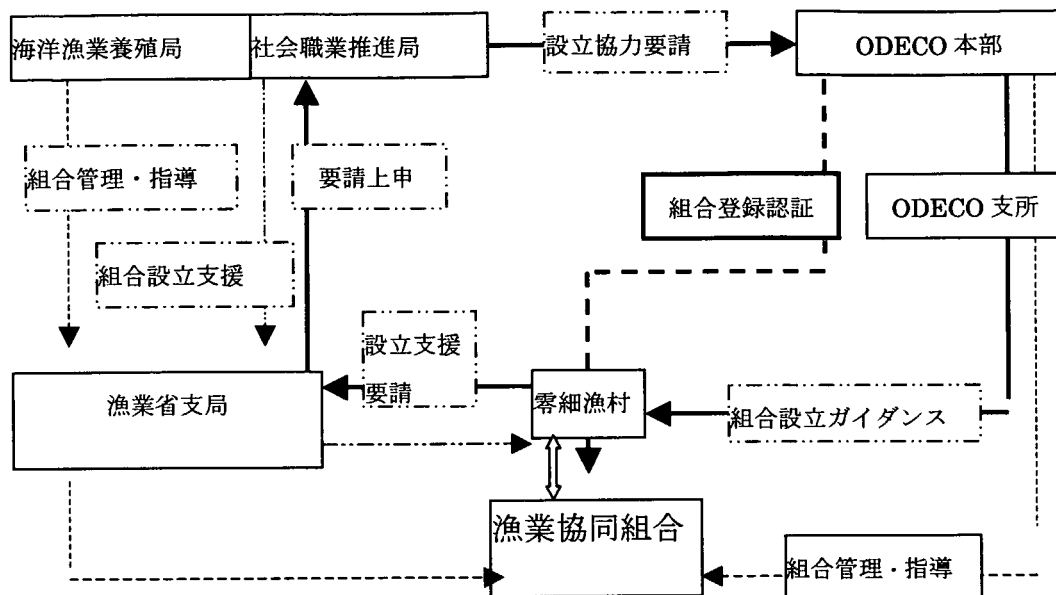 海洋漁業養殖局
社会職業推進局
設立協力要請
ODECO 本部
組合管理・指導
要請上申
組合登録認証
ODECO 支所
組合設立支援
設立支援
要請
漁業省支局
零細漁村
組合設立ガイダンス
漁業協同組合
組合管理・指導